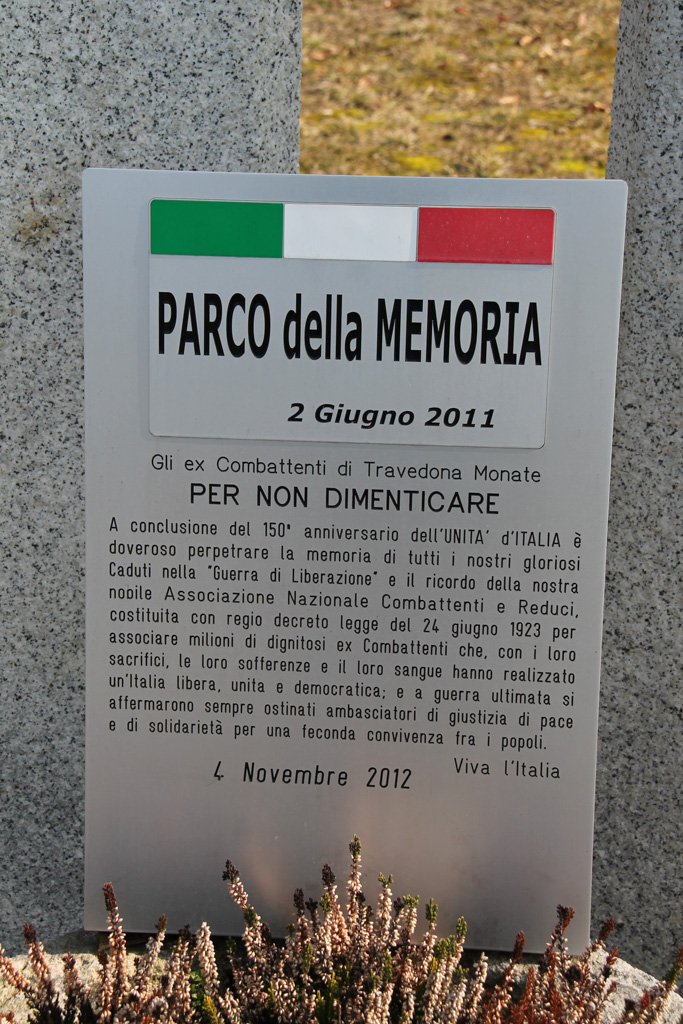 PARCO della MEMORIA
2 Giugno 2011
Gli ex Combattenti di Travedona Monate
PER NON DIMENTICARE
A conclusione del 150° anniversario dell'UNITA' d'ITALIA è
doveroso perpetrare la memoria di tutti i nostri gloriosi
Caduti nella "Guerra di Liberazione" e il ricordo della nostra
nobile Associazione Nazionale Combattenti e Reduci,
costituita con regio decreto legge del 24 giugno 1923 per
associare milioni di dignitosi ex Combattenti che, con i loro
sacrifici, le loro sofferenze e il loro sangue hanno realizzato
un'Italia libera, unita e democratica; e a guerra ultimata si
affermarono sempre ostinati ambasciatori di giustizia di pace
e di solidarietà per una feconda convivenza fra i popoli.
Viva l'Italia
4 Novembre 2012